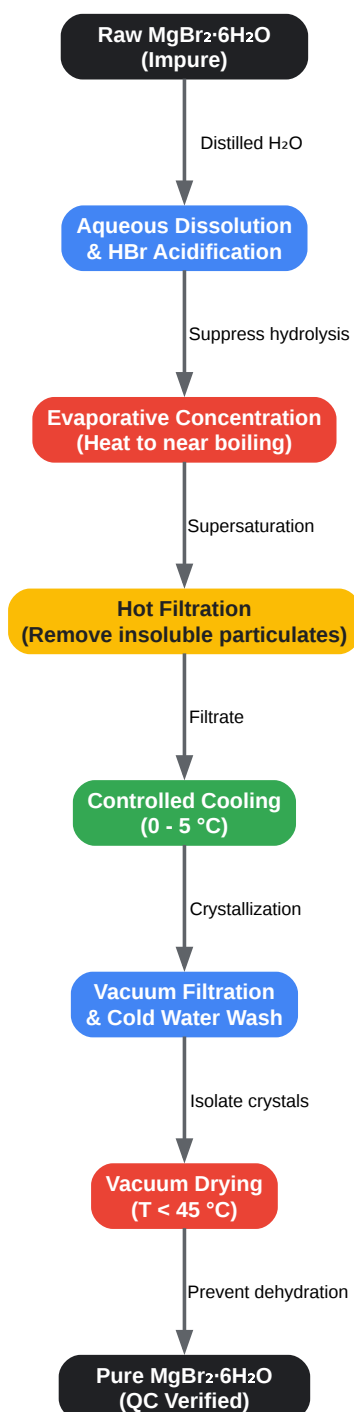 Raw MgBr₂·6H₂O
(Impure)
Distilled H₂O
Aqueous Dissolution
& HBr Acidification
Suppress hydrolysis
Evaporative Concentration
(Heat to near boiling)
Supersaturation
Hot Filtration
(Remove insoluble particulates)
Filtrate
Controlled Cooling
(0 - 5 °C)
Crystallization
Vacuum Filtration
& Cold Water Wash
Isolate crystals
Vacuum Drying
(T < 45 °C)
Prevent dehydration
Pure MgBr₂·6H₂O
(QC Verified)